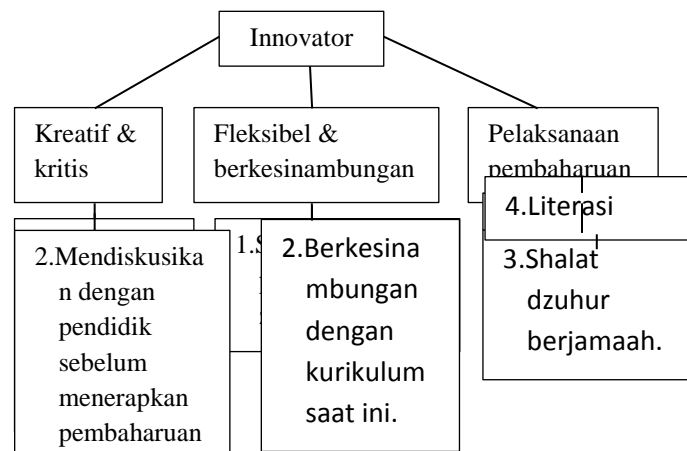 Innovator
Kreatif &
kritis
Fleksibel &
berkesinambungan
Pelaksanaan
pembaharuan
2.Mendiskusika
n dengan
pendidik
sebelum
menerapkan
pembaharuan
1.S
2.Berkesina
mbungan
dengan
kurikulum
saat ini.
4.Literasi
3.Shalat
dzuhur
berjamaah.